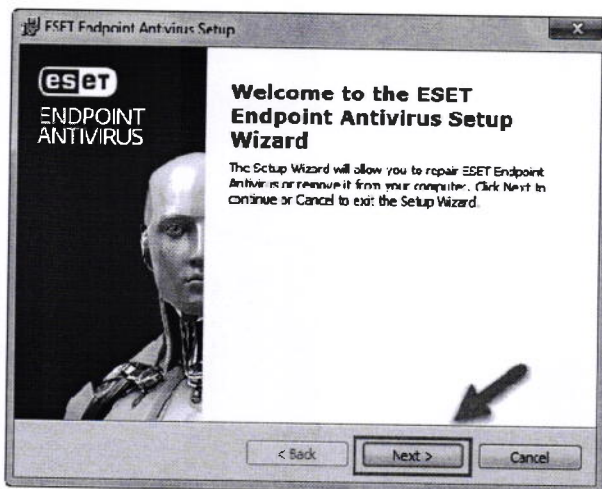 ESET Endpoint Antivirus Setup
eset
ENDPOINT
ANTIVIRUS
Welcome to the ESET
Endpoint Antivirus Setup
Wizard
The Setup Wizard will allow you to repair ESET Endpoint
Antivirus or remove it from your computer. Click Next to
continue or Cancel to exit the Setup Wizard.
< Back
Next >
Cancel